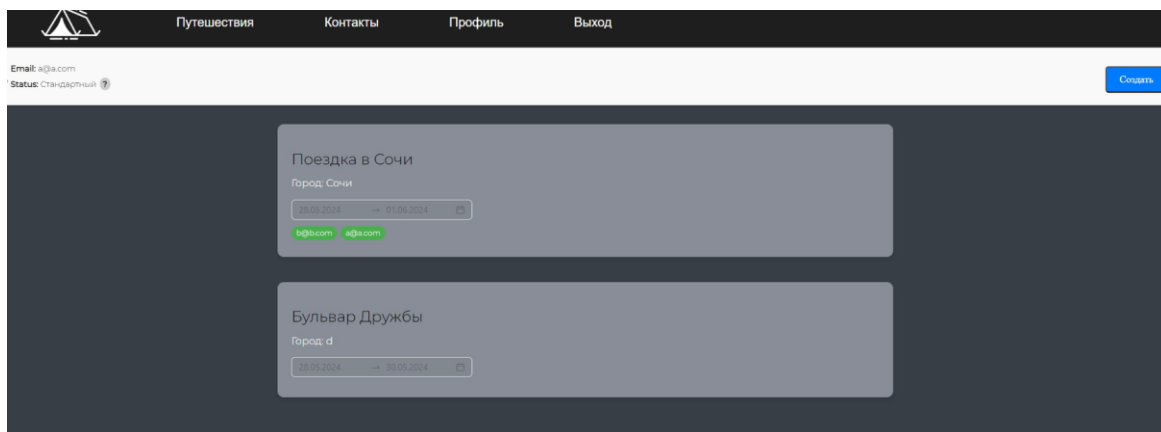 Путешествия Контакты Профиль Выход
Email: a@a.com
Status: Стандартный ?
Создать
Поездка в Сочи
Город: Сочи
28.05.2024 → 01.06.2024
b@b.com a@a.com
Бульвар Дружбы
Город: d
28.05.2024 → 30.05.2024